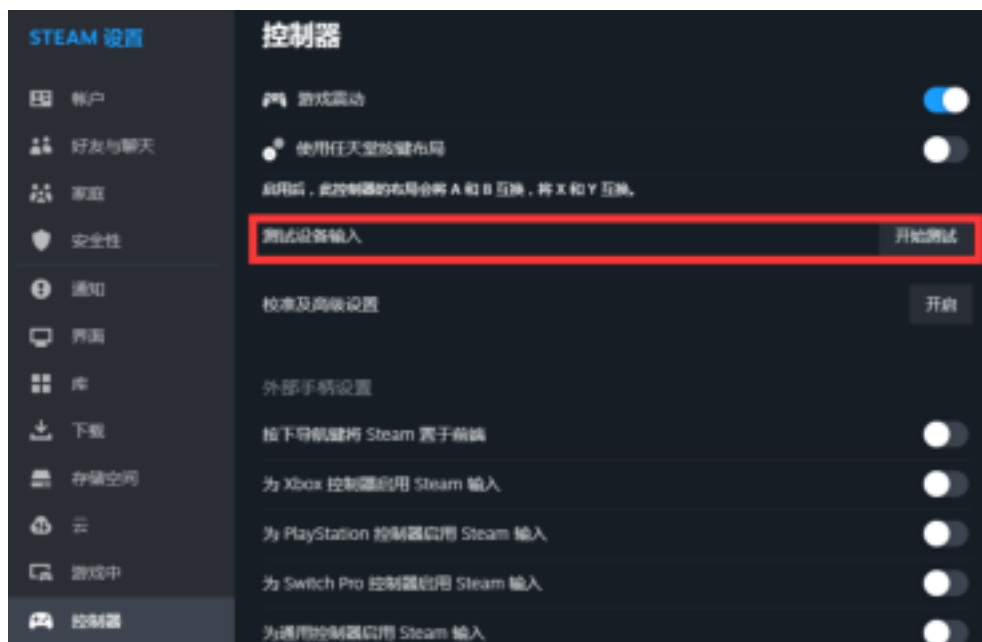 STEAM 设置
帐户
好友与聊天
家庭
安全性
通知
界面
库
下载
存储空间
云
游戏中
控制器
控制器
游戏震动
使用任天堂按键布局
启用后，此控制器的布局会将 A 和 B 互换，将 X 和 Y 互换。
测试设备输入 开始测试
校准及高级设置 开启
外部手柄设置
按下导航键将 Steam 置于前端
为 Xbox 控制器启用 Steam 输入
为 PlayStation 控制器启用 Steam 输入
为 Switch Pro 控制器启用 Steam 输入
为通用控制器启用 Steam 输入